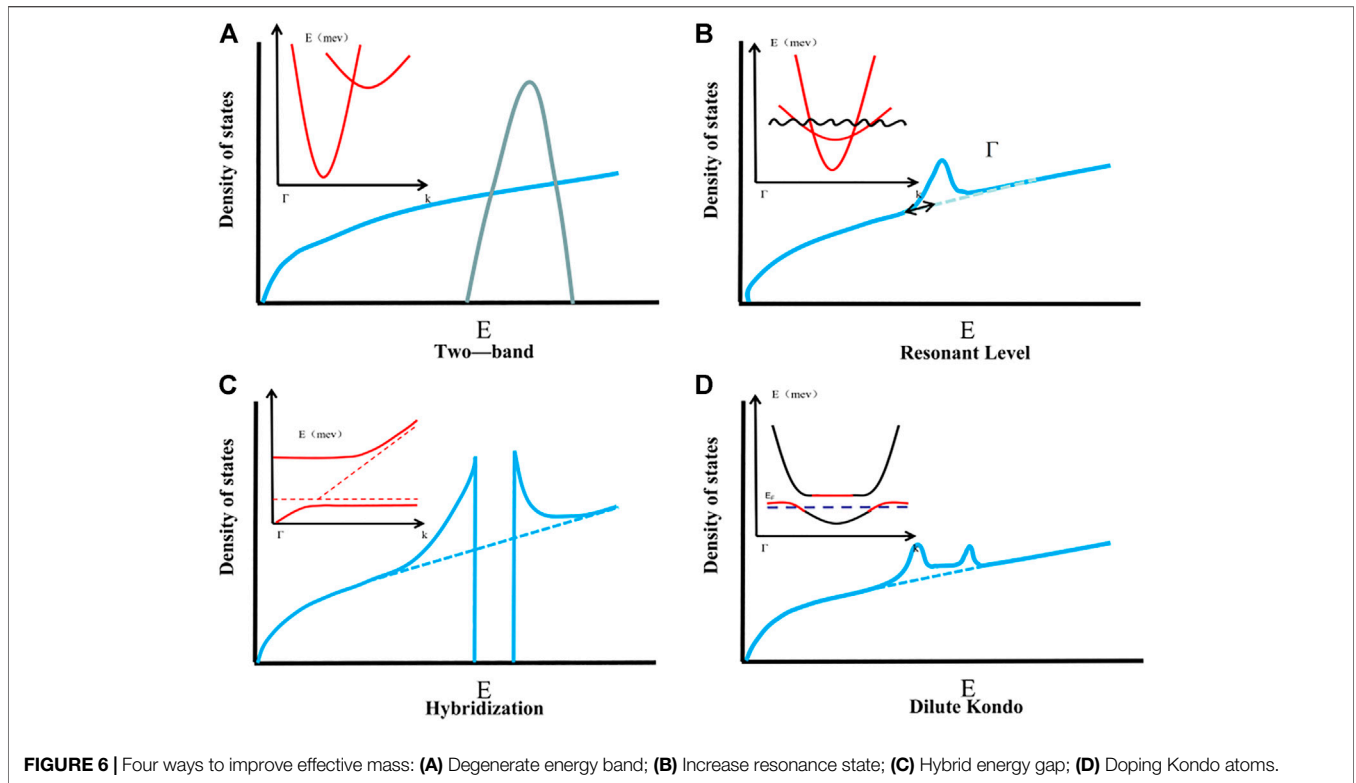 A
E（mev）
Density of states
Γ
k
E
Two—band
B
E（mev）
Density of states
Γ
Γ
k
E
Resonant Level
C
E（mev）
Density of states
Γ
k
E
Hybridization
D
E（mev）
Density of states
E_F
Γ
k
E
Dilute Kondo
FIGURE 6 | Four ways to improve effective mass: (A) Degenerate energy band; (B) Increase resonance state; (C) Hybrid energy gap; (D) Doping Kondo atoms.